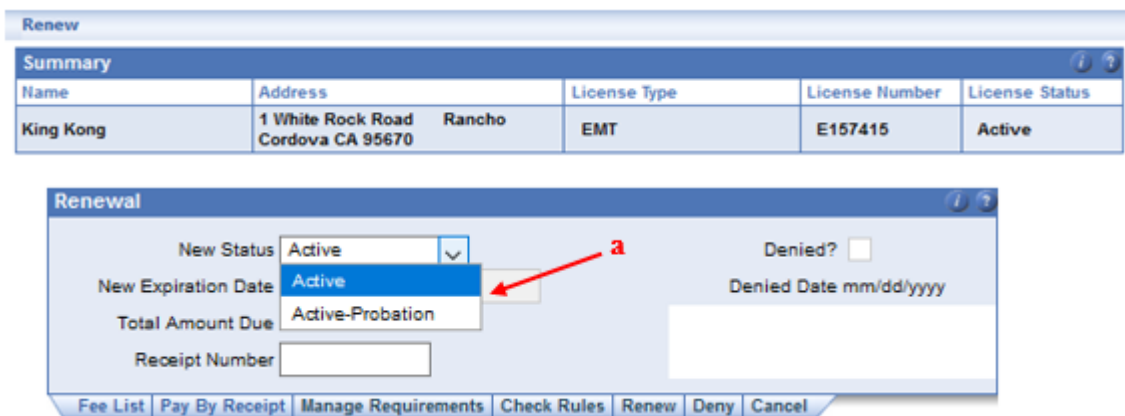 Renew
Summary
Name Address License Type License Number License Status
King Kong 1 White Rock Road Rancho Cordova CA 95670 EMT E157415 Active
Renewal
New Status Active a Denied?
New Expiration Date Active Denied Date mm/dd/yyyy
Total Amount Due Active-Probation
Receipt Number
Fee List Pay By Receipt Manage Requirements Check Rules Renew Deny Cancel